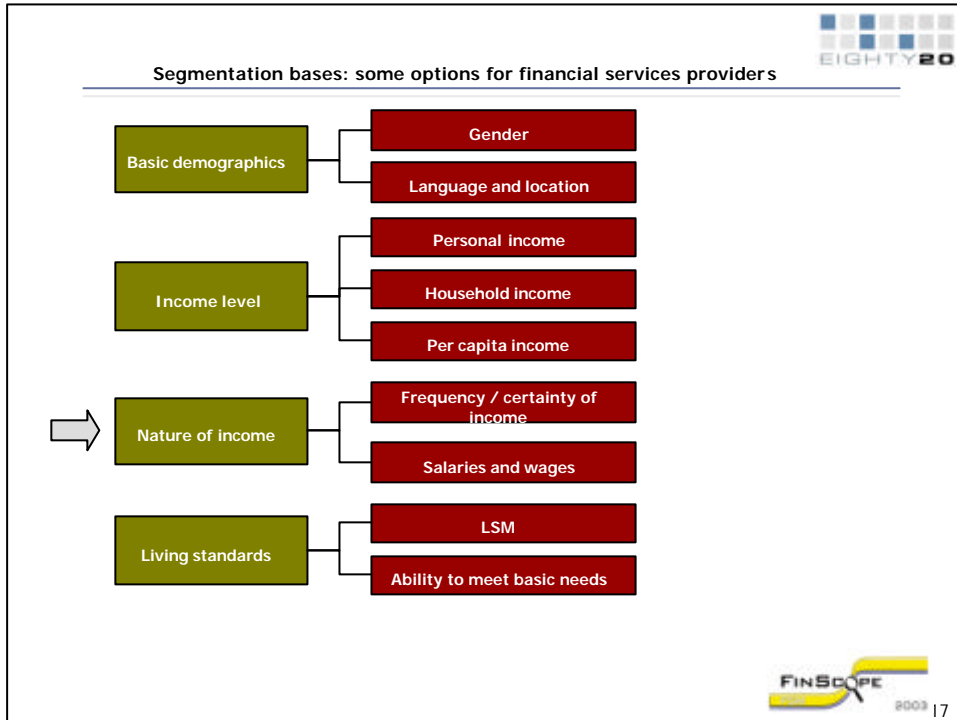 EIGHTY20
Segmentation bases: some options for financial services providers
Basic demographics
Gender
Language and location
Income level
Personal income
Household income
Per capita income
Nature of income
Frequency / certainty of
income
Salaries and wages
Living standards
LSM
Ability to meet basic needs
FINSCOPE
2003
17